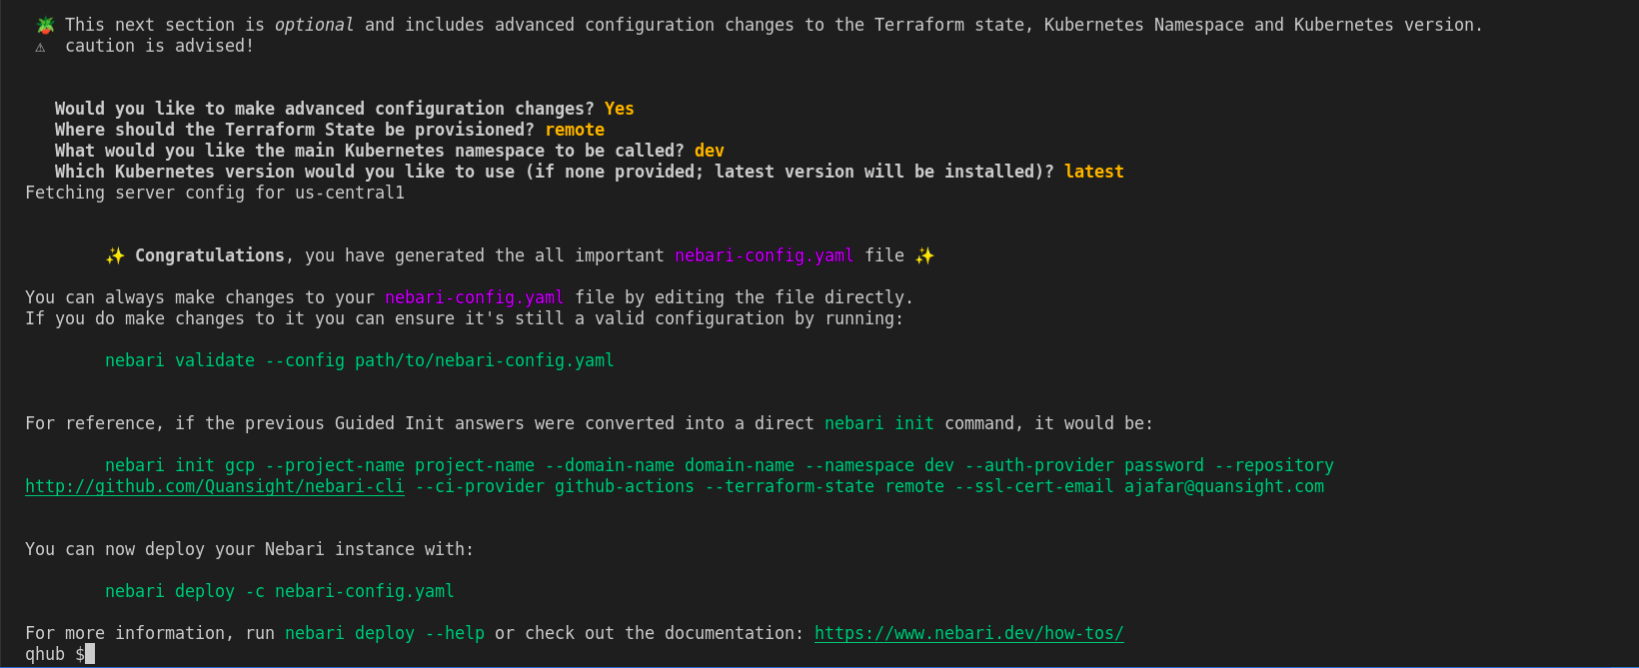 🪴 This next section is optional and includes advanced configuration changes to the Terraform state, Kubernetes Namespace and Kubernetes version.
⚠ caution is advised!
Would you like to make advanced configuration changes? Yes
Where should the Terraform State be provisioned? remote
What would you like the main Kubernetes namespace to be called? dev
Which Kubernetes version would you like to use (if none provided; latest version will be installed)? latest
Fetching server config for us-central1
✨ Congratulations, you have generated the all important nebari-config.yaml file ✨
You can always make changes to your nebari-config.yaml file by editing the file directly.
If you do make changes to it you can ensure it's still a valid configuration by running:
nebari validate --config path/to/nebari-config.yaml
For reference, if the previous Guided Init answers were converted into a direct nebari init command, it would be:
nebari init gcp --project-name project-name --domain-name domain-name --namespace dev --auth-provider password --repository
http://github.com/Quansight/nebari-cli --ci-provider github-actions --terraform-state remote --ssl-cert-email ajafar@quansight.com
You can now deploy your Nebari instance with:
nebari deploy -c nebari-config.yaml
For more information, run nebari deploy --help or check out the documentation: https://www.nebari.dev/how-tos/
qhub $